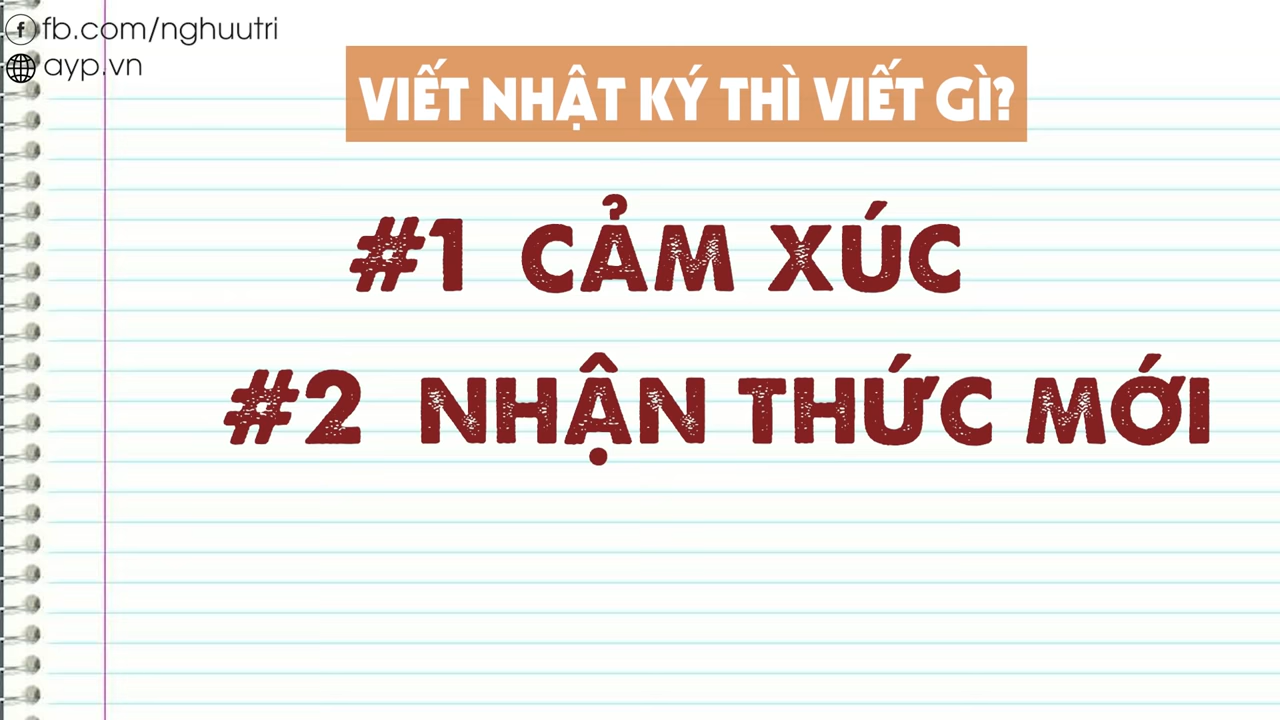 fb.com/nghuutri
ayp.vn
VIẾT NHẬT KÝ THÌ VIẾT GÌ?
#1 CẢM XÚC
#2 NHẬN THỨC MỚI